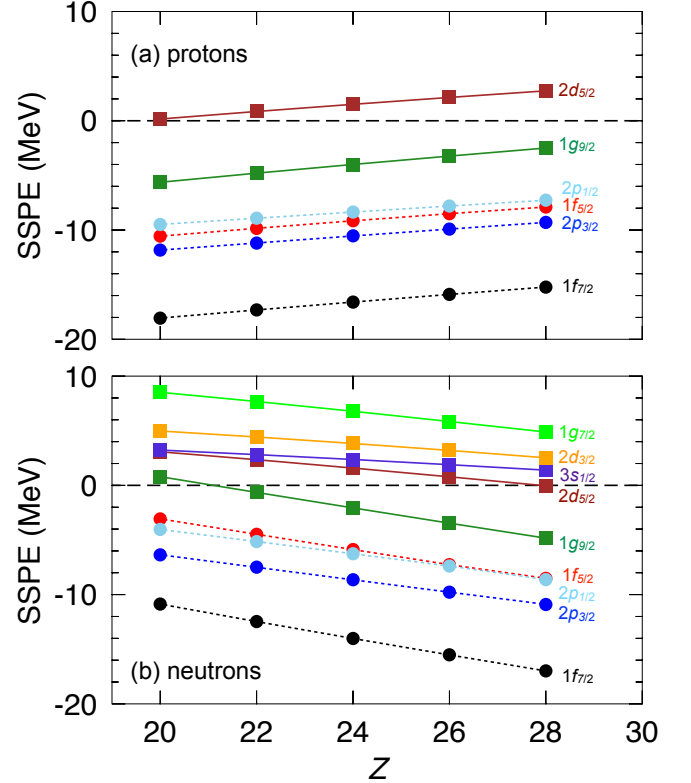 10
(a) protons
2d5/2
0
SSPE (MeV)
1g9/2
2p1/2
-10
1f5/2
2p3/2
1f7/2
-20
10
1g7/2
2d3/2
3s1/2
0
2d5/2
SSPE (MeV)
1g9/2
1f5/2
-10
2p1/2
2p3/2
(b) neutrons
1f7/2
-20
20 22 24 26 28 30
Z